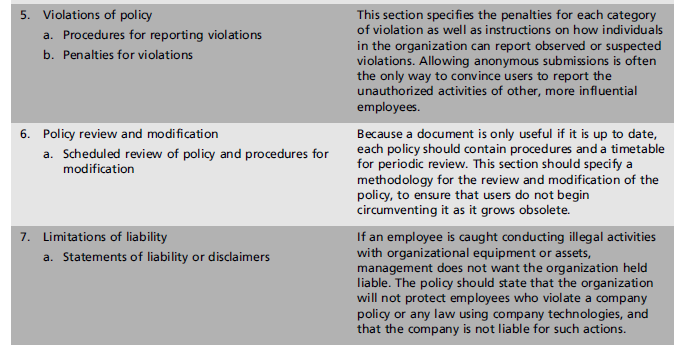 5. Violations of policy
a. Procedures for reporting violations
b. Penalties for violations
This section specifies the penalties for each category
of violation as well as instructions on how individuals
in the organization can report observed or suspected
violations. Allowing anonymous submissions is often
the only way to convince users to report the
unauthorized activities of other, more influential
employees.
6. Policy review and modification
a. Scheduled review of policy and procedures for
modification
Because a document is only useful if it is up to date,
each policy should contain procedures and a timetable
for periodic review. This section should specify a
methodology for the review and modification of the
policy, to ensure that users do not begin
circumventing it as it grows obsolete.
7. Limitations of liability
a. Statements of liability or disclaimers
If an employee is caught conducting illegal activities
with organizational equipment or assets,
management does not want the organization held
liable. The policy should state that the organization
will not protect employees who violate a company
policy or any law using company technologies, and
that the company is not liable for such actions.